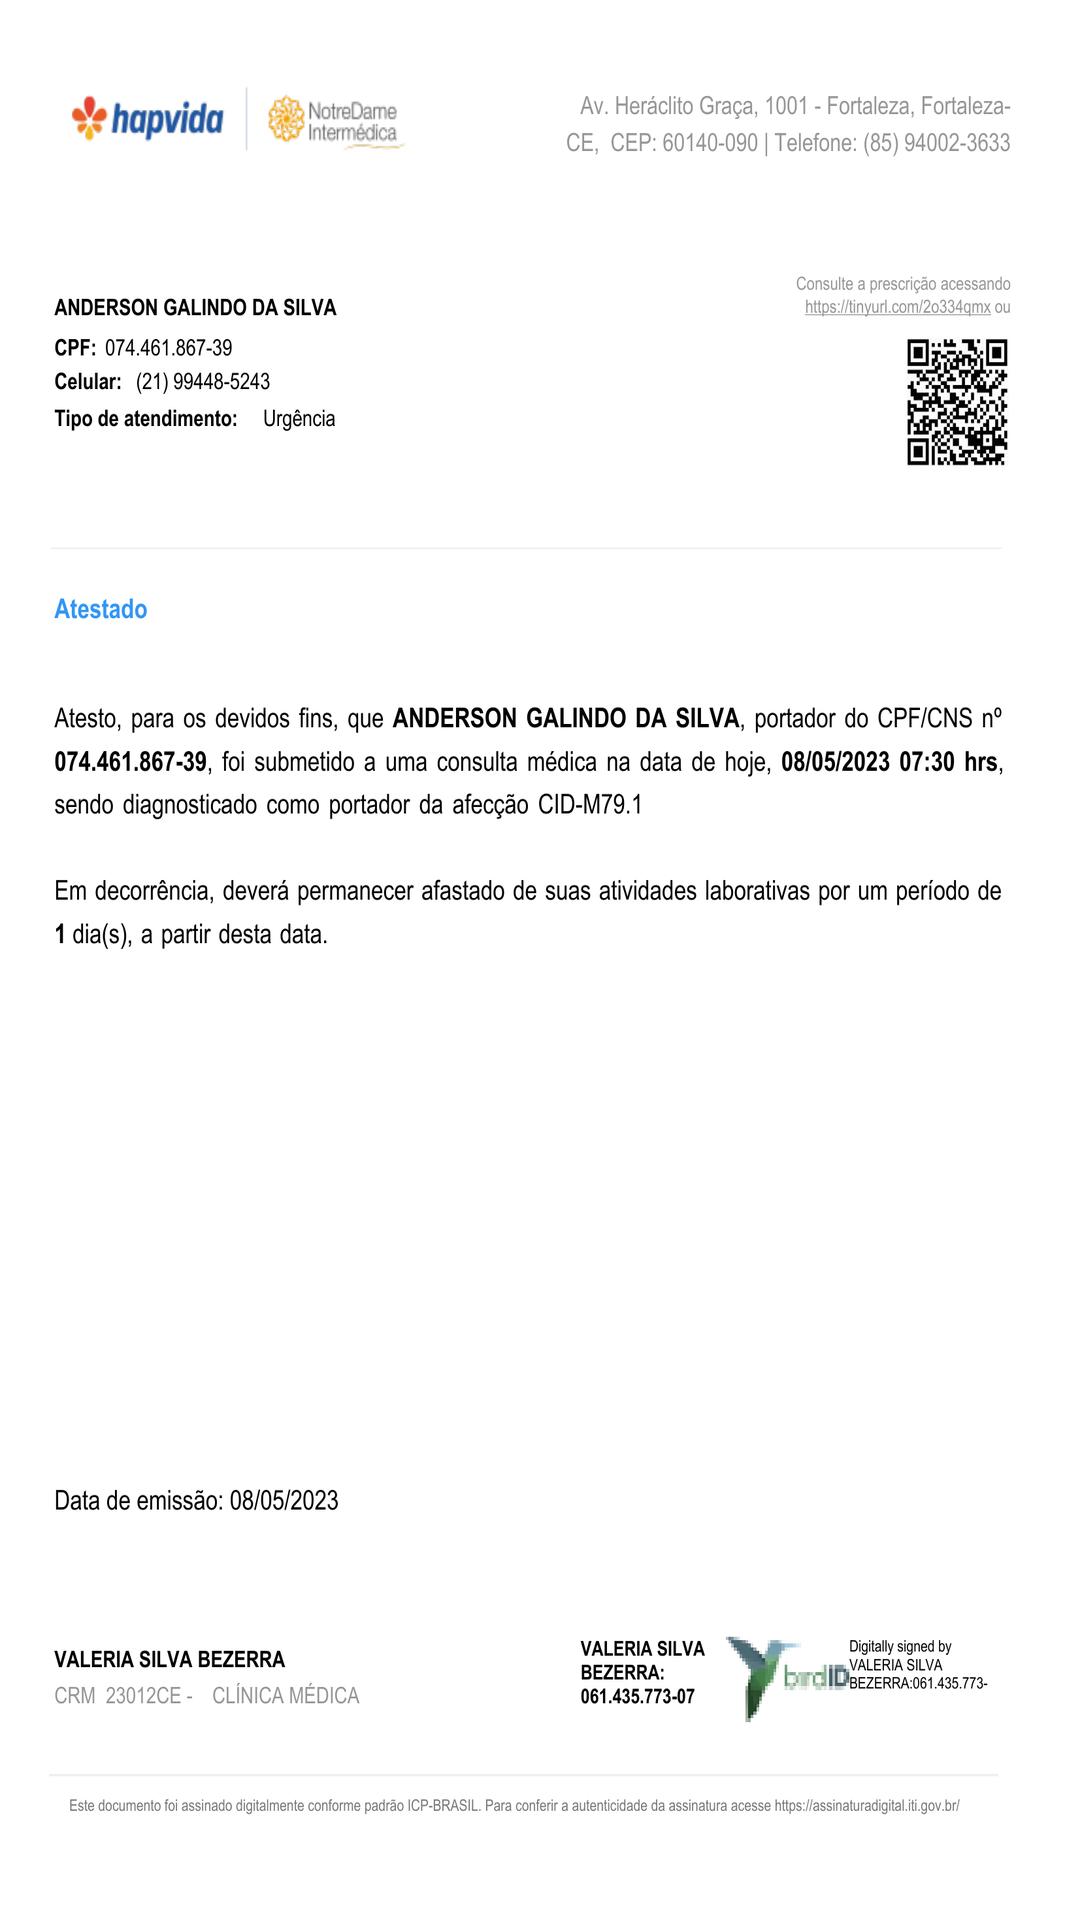 hapvida
NotreDame
Intermédica
Av. Heráclito Graça, 1001 - Fortaleza, Fortaleza-
CE, CEP: 60140-090 | Telefone: (85) 94002-3633
Consulte a prescrição acessando
https://tinyurl.com/2o334qmx ou
ANDERSON GALINDO DA SILVA
CPF: 074.461.867-39
Celular: (21) 99448-5243
Tipo de atendimento: Urgência
Atestado
Atesto, para os devidos fins, que ANDERSON GALINDO DA SILVA, portador do CPF/CNS nº
074.461.867-39, foi submetido a uma consulta médica na data de hoje, 08/05/2023 07:30 hrs,
sendo diagnosticado como portador da afecção CID-M79.1
Em decorrência, deverá permanecer afastado de suas atividades laborativas por um período de
1 dia(s), a partir desta data.
Data de emissão: 08/05/2023
VALERIA SILVA BEZERRA
CRM 23012CE - CLÍNICA MÉDICA
VALERIA SILVA
BEZERRA:
061.435.773-07
birdID
Digitally signed by
VALERIA SILVA
BEZERRA:061.435.773-
Este documento foi assinado digitalmente conforme padrão ICP-BRASIL. Para conferir a autenticidade da assinatura acesse https://assinaturadigital.iti.gov.br/